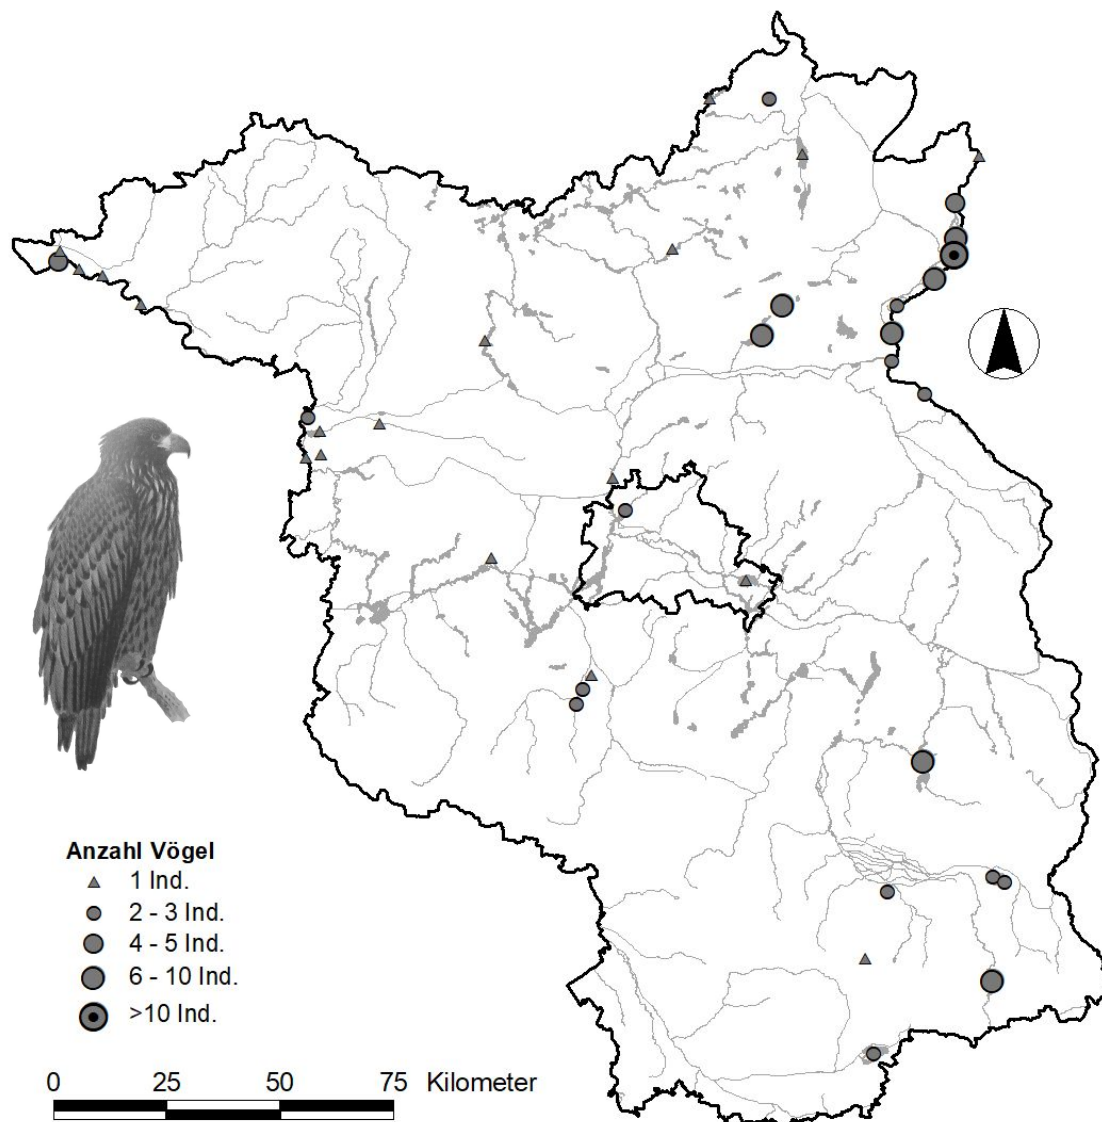 Anzahl Vögel
1 Ind.
2 - 3 Ind.
4 - 5 Ind.
6 - 10 Ind.
>10 Ind.
0 25 50 75 Kilometer